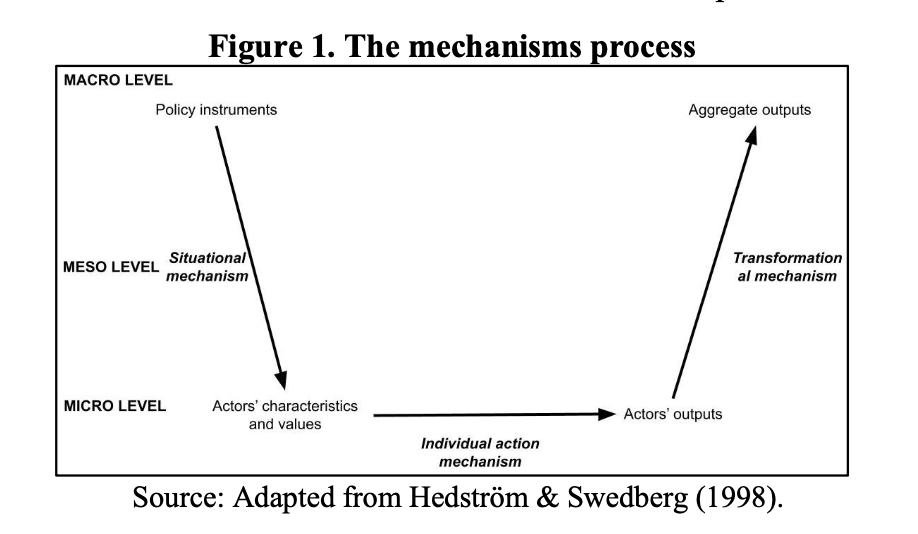 Figure 1. The mechanisms process
MACRO LEVEL
Policy instruments
Aggregate outputs
MESO LEVEL
Situational
mechanism
Transformation
al mechanism
MICRO LEVEL
Actors’ characteristics
and values
Actors’ outputs
Individual action
mechanism
Source: Adapted from Hedström & Swedberg (1998).